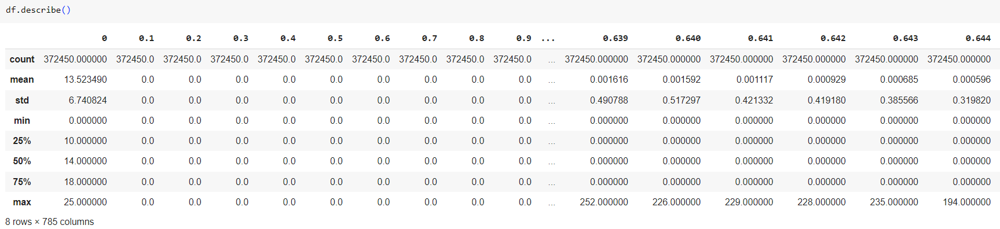 df.describe()
0 0.1 0.2 0.3 0.4 0.5 0.6 0.7 0.8 0.9 ... 0.639 0.640 0.641 0.642 0.643 0.644
count 372450.000000 372450.0 372450.0 372450.0 372450.0 372450.0 372450.0 372450.0 372450.0 372450.0 ... 372450.000000 372450.000000 372450.000000 372450.000000 372450.000000 372450.000000
mean 13.523490 0.0 0.0 0.0 0.0 0.0 0.0 0.0 0.0 0.0 ... 0.001616 0.001592 0.001117 0.000929 0.000685 0.000596
std 6.740824 0.0 0.0 0.0 0.0 0.0 0.0 0.0 0.0 0.0 ... 0.490788 0.517297 0.421332 0.419180 0.385566 0.319820
min 0.000000 0.0 0.0 0.0 0.0 0.0 0.0 0.0 0.0 0.0 ... 0.000000 0.000000 0.000000 0.000000 0.000000 0.000000
25% 10.000000 0.0 0.0 0.0 0.0 0.0 0.0 0.0 0.0 0.0 ... 0.000000 0.000000 0.000000 0.000000 0.000000 0.000000
50% 14.000000 0.0 0.0 0.0 0.0 0.0 0.0 0.0 0.0 0.0 ... 0.000000 0.000000 0.000000 0.000000 0.000000 0.000000
75% 18.000000 0.0 0.0 0.0 0.0 0.0 0.0 0.0 0.0 0.0 ... 0.000000 0.000000 0.000000 0.000000 0.000000 0.000000
max 25.000000 0.0 0.0 0.0 0.0 0.0 0.0 0.0 0.0 0.0 ... 252.000000 226.000000 229.000000 228.000000 235.000000 194.000000
8 rows × 785 columns